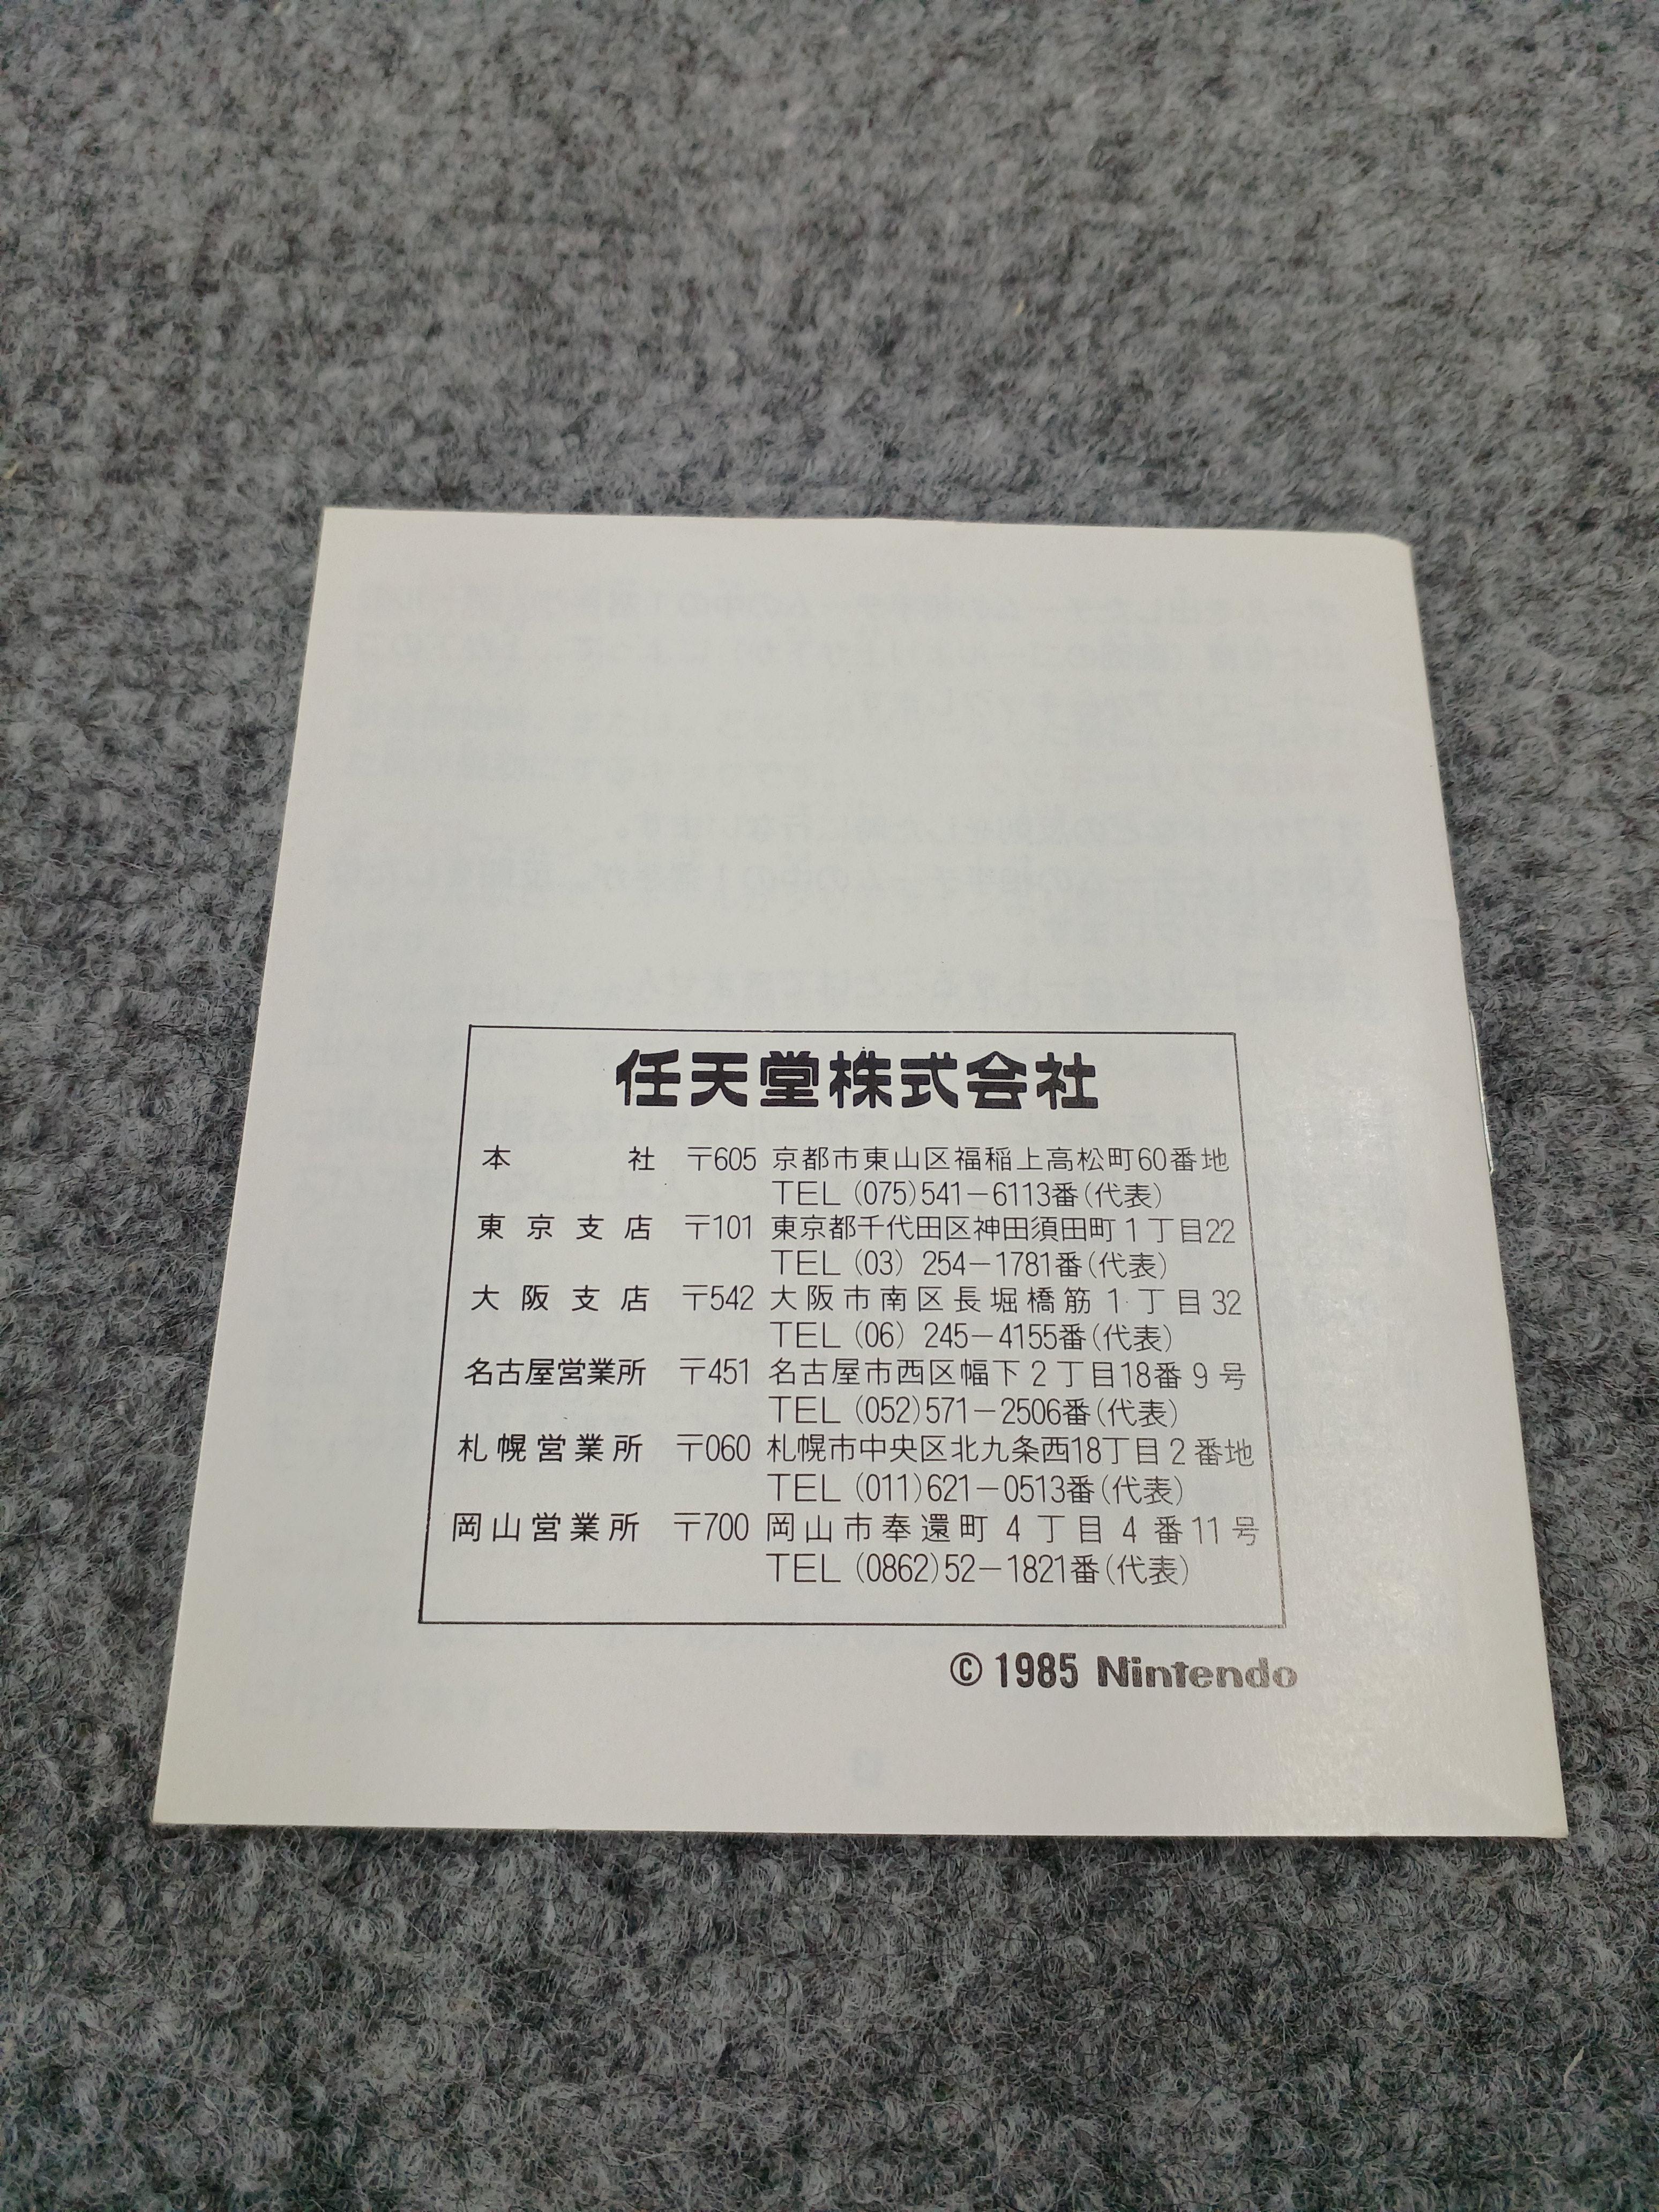 任天堂株式会社
本社 〒605 京都市東山区福稲上高松町60番地
TEL (075)541－6113番(代表)
東京支店 〒101 東京都千代田区神田須田町1丁目22
TEL (03) 254－1781番(代表)
大阪支店 〒542 大阪市南区長堀橋筋1丁目32
TEL (06) 245－4155番(代表)
名古屋営業所 〒451 名古屋市西区幅下2丁目18番9号
TEL (052)571－2506番(代表)
札幌営業所 〒060 札幌市中央区北九条西18丁目2番地
TEL (011)621－0513番(代表)
岡山営業所 〒700 岡山市奉還町4丁目4番11号
TEL (0862)52－1821番(代表)
© 1985 Nintendo